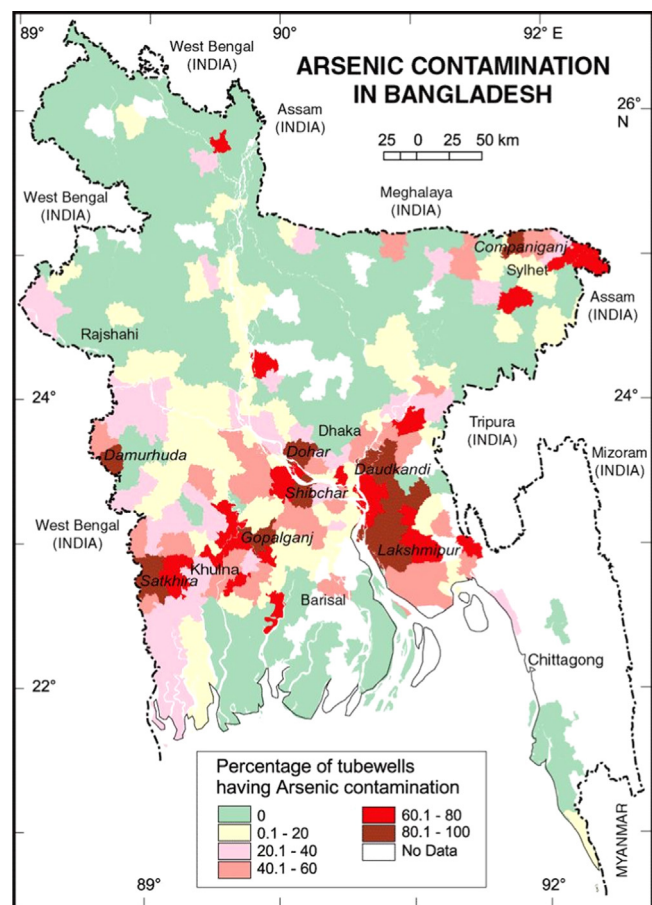 89°
90°
92° E
West Bengal
(INDIA)
ARSENIC CONTAMINATION
IN BANGLADESH
Assam
(INDIA)
26°
N
25 0 25 50 km
West Bengal
(INDIA)
Meghalaya
(INDIA)
Companiganj
Sylhet
Assam
(INDIA)
Rajshahi
24°
24°
Dhaka
Tripura
(INDIA)
Mizoram
(INDIA)
Damurhuda
Dohar
Daudkandi
Shibchar
West Bengal
(INDIA)
Gopalganj
Lakshmipur
Khulna
Satkhira
Barisal
Chittagong
22°
Percentage of tubewells
having Arsenic contamination
0
0.1 - 20
20.1 - 40
40.1 - 60
60.1 - 80
80.1 - 100
No Data
MYANMAR
89°
92°